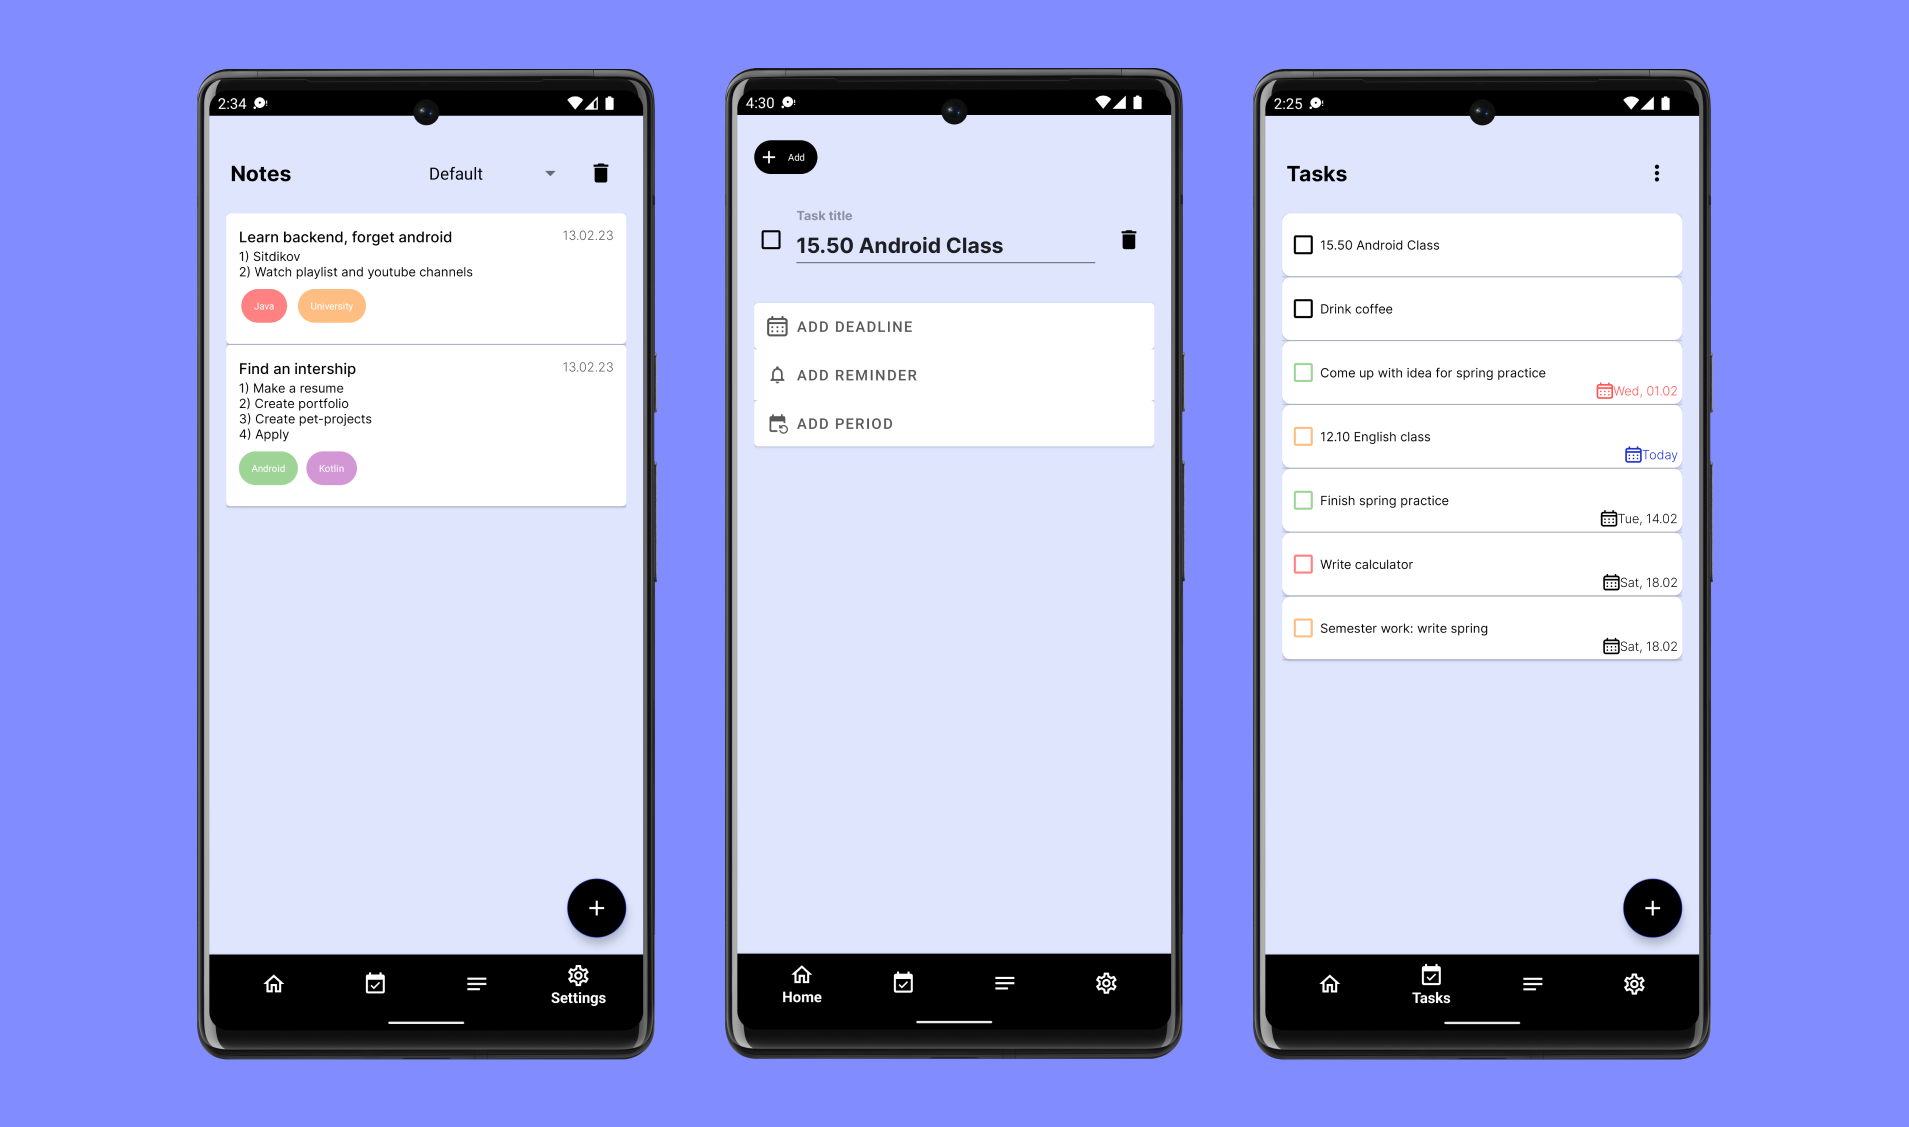 2:34
Notes
Default
Learn backend, forget android
13.02.23
1) Sitdikov
2) Watch playlist and youtube channels
Java
University
Find an intership
13.02.23
1) Make a resume
2) Create portfolio
3) Create pet-projects
4) Apply
Android
Kotlin
Settings
4:30
Add
Task title
15.50 Android Class
ADD DEADLINE
ADD REMINDER
ADD PERIOD
Home
2:25
Tasks
15.50 Android Class
Drink coffee
Come up with idea for spring practice
Wed, 01.02
12.10 English class
Today
Finish spring practice
Tue, 14.02
Write calculator
Sat, 18.02
Semester work: write spring
Sat, 18.02
Tasks